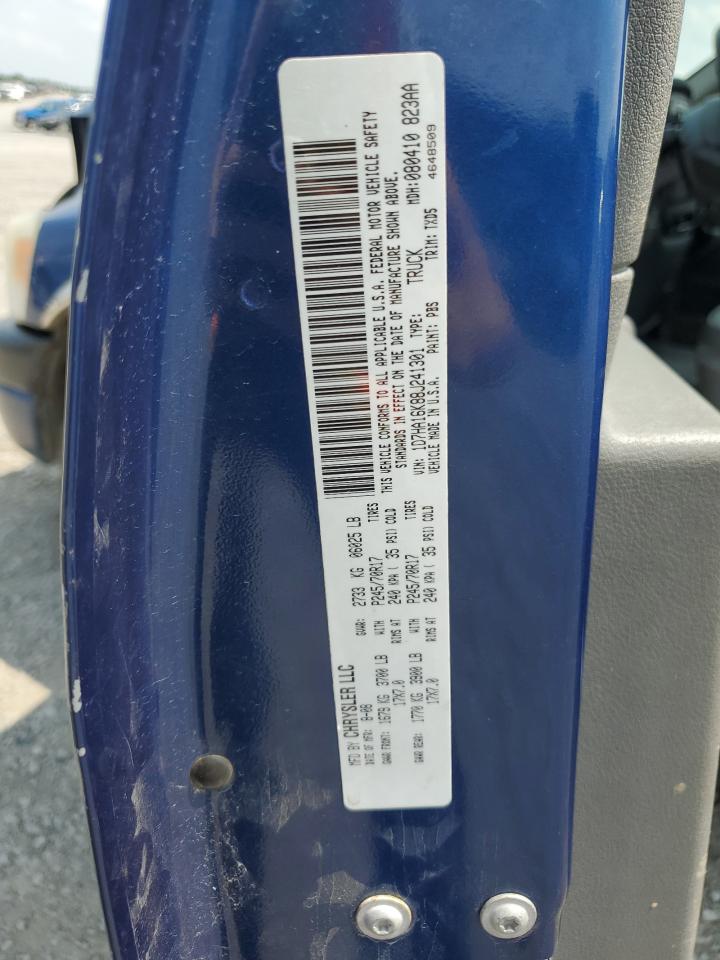 MFD BY CHRYSLER LLC
DATE OF MFR: 8-08 GVWR: 2733 KG 06025 LB
GAWR FRONT: 1679 KG 3700 LB WITH P245/70R17 TIRES
17X7.0 RIMS AT 240 KPA ( 35 PSI) COLD
GAWR REAR: 1770 KG 3900 LB WITH P245/70R17 TIRES
17X7.0 RIMS AT 240 KPA ( 35 PSI) COLD
THIS VEHICLE CONFORMS TO ALL APPLICABLE U.S.A. FEDERAL MOTOR VEHICLE SAFETY
STANDARDS IN EFFECT ON THE DATE OF MANUFACTURE SHOWN ABOVE.
VIN: 1D7HA16K88J241301 TYPE: TRUCK MDH: 080410 823AA
VEHICLE MADE IN U.S.A. PAINT: PBS TRIM: TXD5 4648509